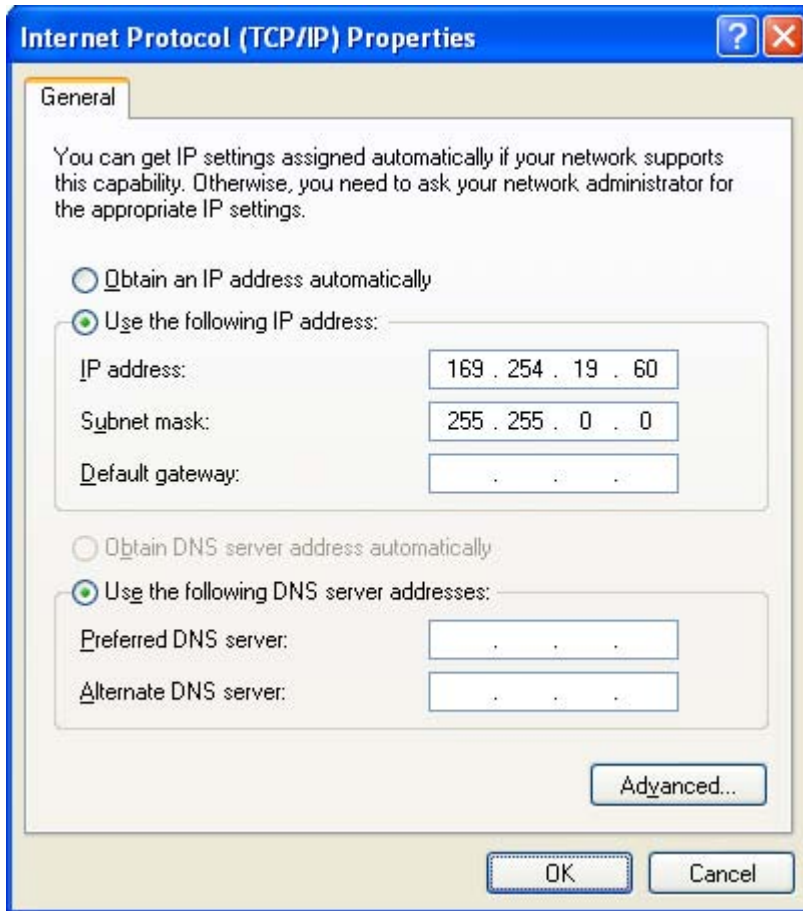 Internet Protocol (TCP/IP) Properties
?
General
You can get IP settings assigned automatically if your network supports
this capability. Otherwise, you need to ask your network administrator for
the appropriate IP settings.
Obtain an IP address automatically
Use the following IP address:
IP address: 169 . 254 . 19 . 60
Subnet mask: 255 . 255 . 0 . 0
Default gateway: . . .
Obtain DNS server address automatically
Use the following DNS server addresses:
Preferred DNS server: . . .
Alternate DNS server: . . .
Advanced...
OK Cancel